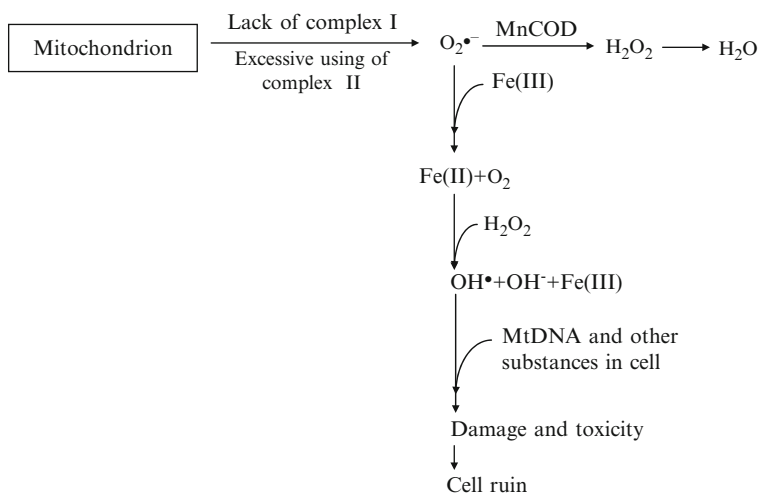 Mitochondrion
Lack of complex I
Excessive using of
complex II
O₂•⁻
MnCOD
H₂O₂
H₂O
Fe(III)
Fe(II)+O₂
H₂O₂
OH•+OH⁻+Fe(III)
MtDNA and other
substances in cell
Damage and toxicity
Cell ruin